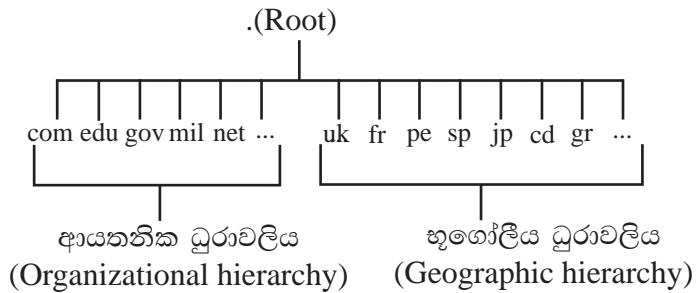 .(Root)
com edu gov mil net ... uk fr pe sp jp cd gr ...
ආයතනික ධුරාවලිය
(Organizational hierarchy)
භූගෝලීය ධුරාවලිය
(Geographic hierarchy)